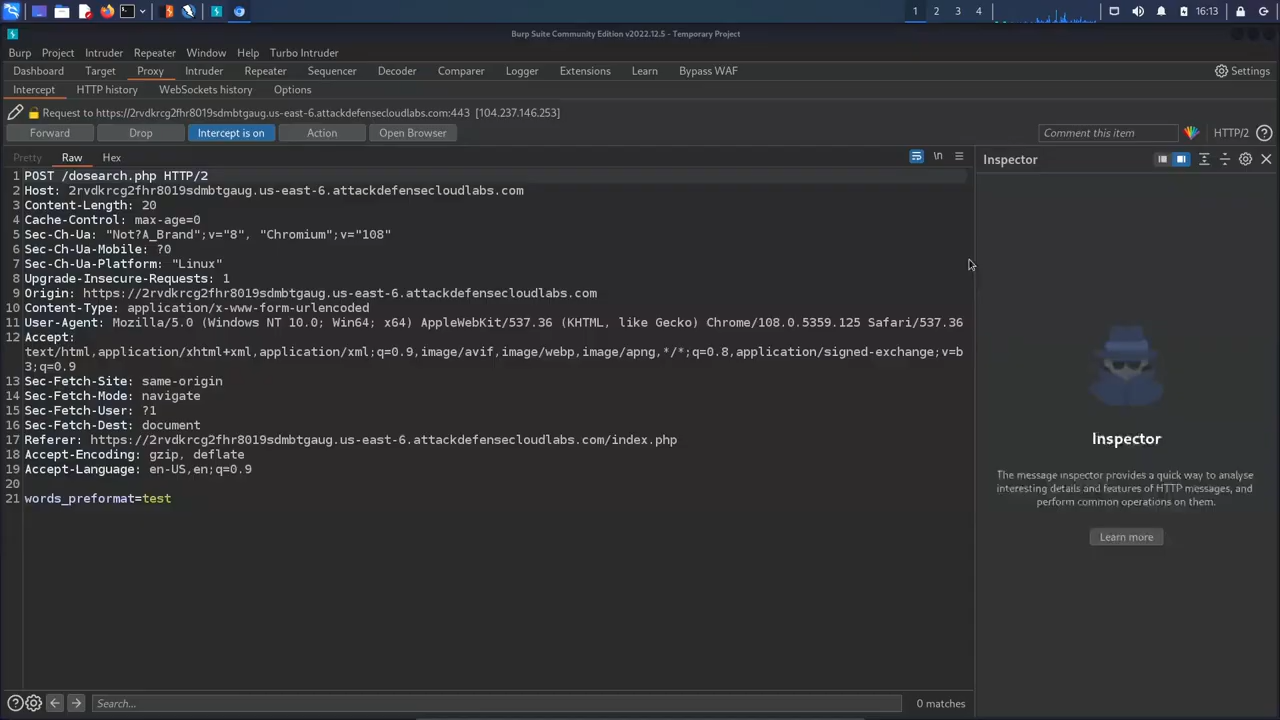 1 2 3 4 16:13
Burp Suite Community Edition v2022.12.5 - Temporary Project
Burp Project Intruder Repeater Window Help Turbo Intruder
Dashboard Target Proxy Intruder Repeater Sequencer Decoder Comparer Logger Extensions Learn Bypass WAF Settings
Intercept HTTP history WebSockets history Options
Request to https://2rvdkrcg2fhr8019sdmbtgaug.us-east-6.attackdefensecloudlabs.com:443 [104.237.146.253]
Forward Drop Intercept is on Action Open Browser Comment this item HTTP/2 ?
Pretty Raw Hex \n Inspector
1 POST /dosearch.php HTTP/2
2 Host: 2rvdkrcg2fhr8019sdmbtgaug.us-east-6.attackdefensecloudlabs.com
3 Content-Length: 20
4 Cache-Control: max-age=0
5 Sec-Ch-Ua: "Not?A_Brand";v="8", "Chromium";v="108"
6 Sec-Ch-Ua-Mobile: ?0
7 Sec-Ch-Ua-Platform: "Linux"
8 Upgrade-Insecure-Requests: 1
9 Origin: https://2rvdkrcg2fhr8019sdmbtgaug.us-east-6.attackdefensecloudlabs.com
10 Content-Type: application/x-www-form-urlencoded
11 User-Agent: Mozilla/5.0 (Windows NT 10.0; Win64; x64) AppleWebKit/537.36 (KHTML, like Gecko) Chrome/108.0.5359.125 Safari/537.36
12 Accept:
text/html,application/xhtml+xml,application/xml;q=0.9,image/avif,image/webp,image/apng,*/*;q=0.8,application/signed-exchange;v=b
3;q=0.9
13 Sec-Fetch-Site: same-origin
14 Sec-Fetch-Mode: navigate
15 Sec-Fetch-User: ?1
16 Sec-Fetch-Dest: document
17 Referer: https://2rvdkrcg2fhr8019sdmbtgaug.us-east-6.attackdefensecloudlabs.com/index.php
18 Accept-Encoding: gzip, deflate
19 Accept-Language: en-US,en;q=0.9
20
21 words_preformat=test
Inspector
The message inspector provides a quick way to analyse
interesting details and features of HTTP messages, and
perform common operations on them.
Learn more
Search... 0 matches